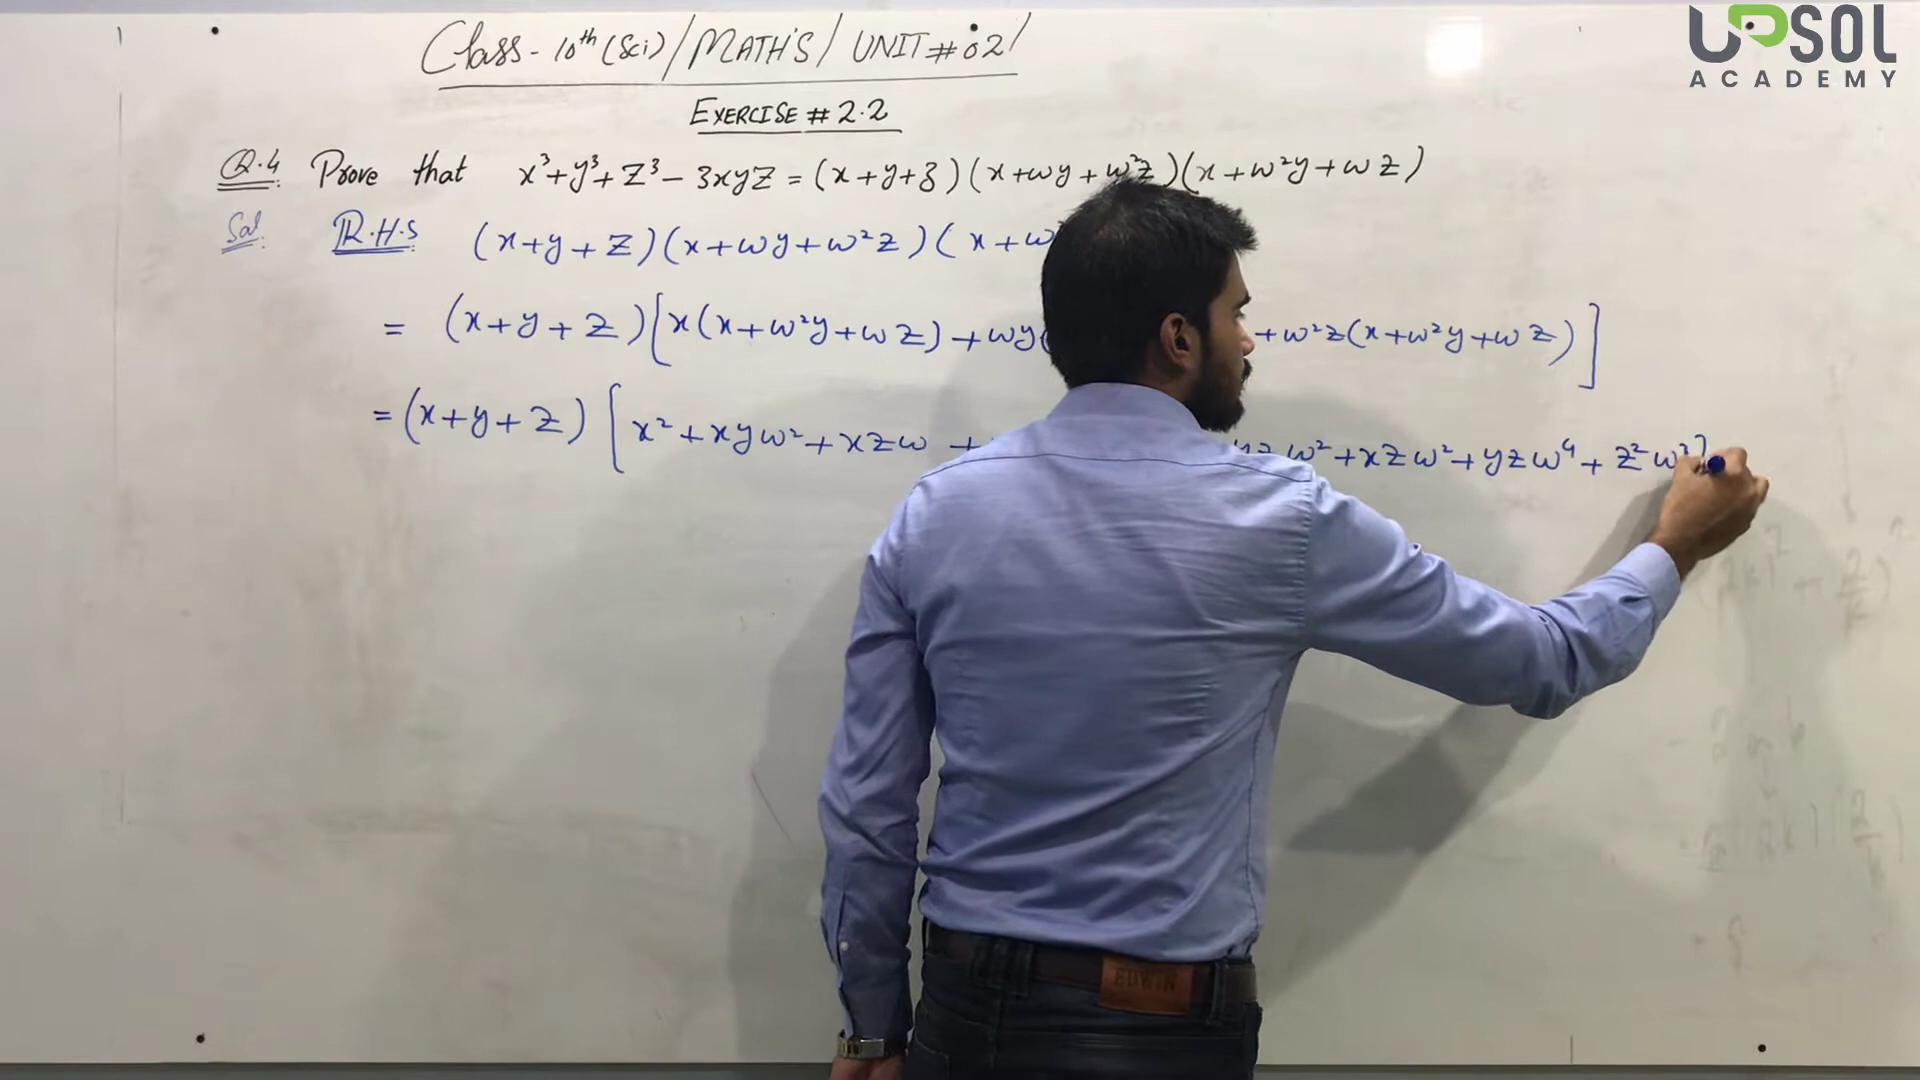 UPSOL
ACADEMY
Class - 10th (Sci) / MATH'S / UNIT # 02 /
EXERCISE # 2.2
Q.4 Prove that x³+y³+z³-3xyz = (x+y+z)(x+ωy+ω²z)(x+ω²y+ωz)
Sol: R.H.S (x+y+z)(x+ωy+ω²z)(x+ω
= (x+y+z)[x(x+ω²y+ωz)+ωy( +ω²z(x+ω²y+ωz)]
= (x+y+z)[x²+xyω²+xzω + yzω²+xzω²+yzω⁴+z²ω³]
EDWIN